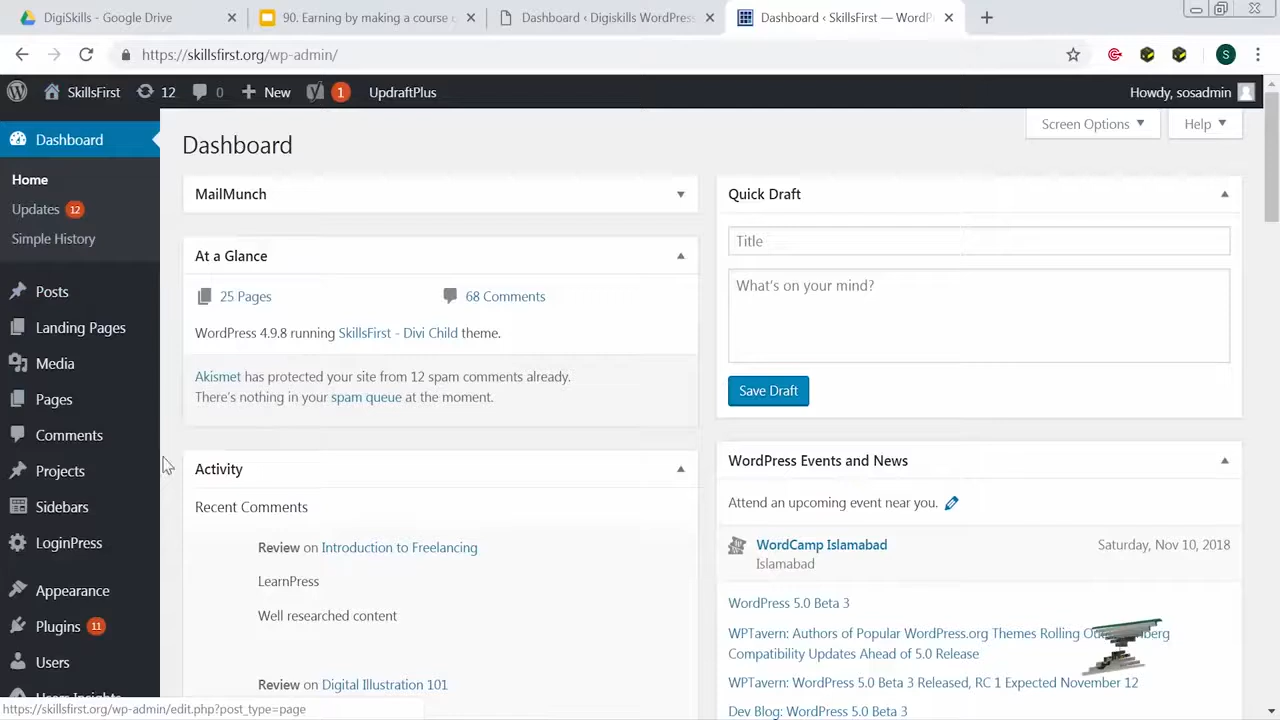 DigiSkills - Google Drive
90. Earning by making a course
Dashboard ‹ Digiskills WordPress
Dashboard ‹ SkillsFirst — WordP
https://skillsfirst.org/wp-admin/
S
SkillsFirst
12
0
New
1
UpdraftPlus
Howdy, sosadmin
Dashboard
Home
Updates 12
Simple History
Posts
Landing Pages
Media
Pages
Comments
Projects
Sidebars
LoginPress
Appearance
Plugins 11
Users
https://skillsfirst.org/wp-admin/edit.php?post_type=page
Screen Options
Help
Dashboard
MailMunch
At a Glance
25 Pages
68 Comments
WordPress 4.9.8 running SkillsFirst - Divi Child theme.
Akismet has protected your site from 12 spam comments already.
There's nothing in your spam queue at the moment.
Activity
Recent Comments
Review on Introduction to Freelancing
LearnPress
Well researched content
Review on Digital Illustration 101
Quick Draft
Title
What's on your mind?
Save Draft
WordPress Events and News
Attend an upcoming event near you.
WordCamp Islamabad
Saturday, Nov 10, 2018
Islamabad
WordPress 5.0 Beta 3
WPTavern: Authors of Popular WordPress.org Themes Rolling
Compatibility Updates Ahead of 5.0 Release
WPTavern: WordPress 5.0 Beta 3 Released, RC 1 Expected November 12
Dev Blog: WordPress 5.0 Beta 3